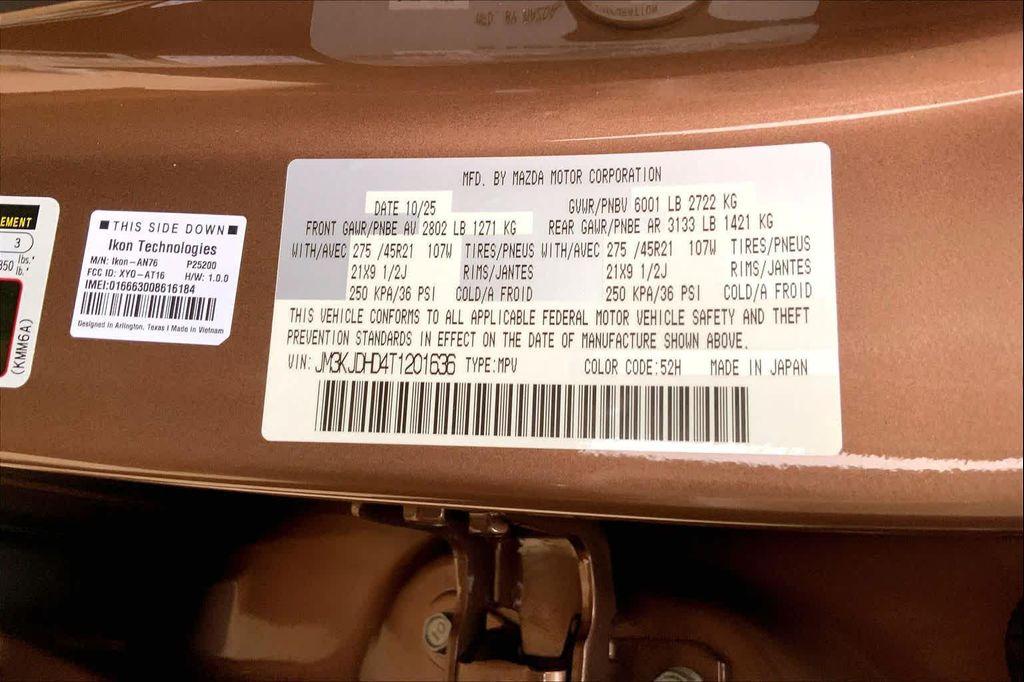 MFD. BY MAZDA MOTOR CORPORATION
DATE 10/25 GVWR/PNBV 6001 LB 2722 KG
FRONT GAWR/PNBE AV 2802 LB 1271 KG REAR GAWR/PNBE AR 3133 LB 1421 KG
WITH/AVEC 275 /45R21 107W TIRES/PNEUS WITH/AVEC 275 /45R21 107W TIRES/PNEUS
21X9 1/2J RIMS/JANTES 21X9 1/2J RIMS/JANTES
250 KPA/36 PSI COLD/A FROID 250 KPA/36 PSI COLD/A FROID
THIS VEHICLE CONFORMS TO ALL APPLICABLE FEDERAL MOTOR VEHICLE SAFETY AND THEFT
PREVENTION STANDARDS IN EFFECT ON THE DATE OF MANUFACTURE SHOWN ABOVE.
VIN: JM3KJDHD4T1201636 TYPE:MPV COLOR CODE:52H MADE IN JAPAN
THIS SIDE DOWN
Ikon Technologies
M/N: Ikon-AN76 P25200
FCC ID: XYO-AT16 H/W: 1.0.0
IMEI:016663008616184
Designed in Arlington, Texas | Made in Vietnam
EMENT
3
lbs.
350 lb.
(KMM6A)